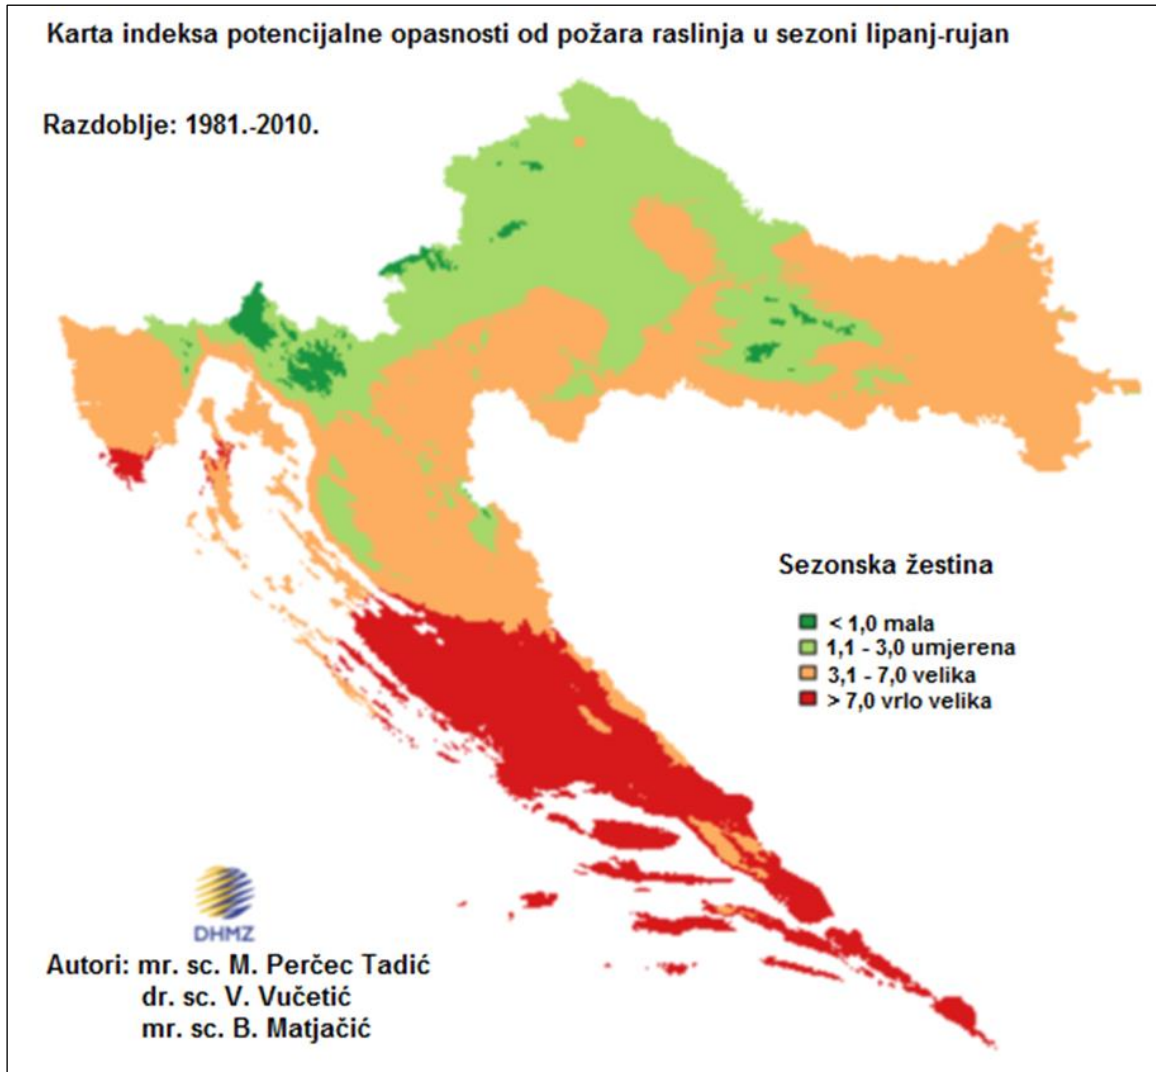 Karta indeksa potencijalne opasnosti od požara raslinja u sezoni lipanj-rujan
Razdoblje: 1981.-2010.
Sezonska žestina
< 1,0 mala
1,1 - 3,0 umjerena
3,1 - 7,0 velika
> 7,0 vrlo velika
DHMZ
Autori: mr. sc. M. Perčec Tadić
dr. sc. V. Vučetić
mr. sc. B. Matjačić